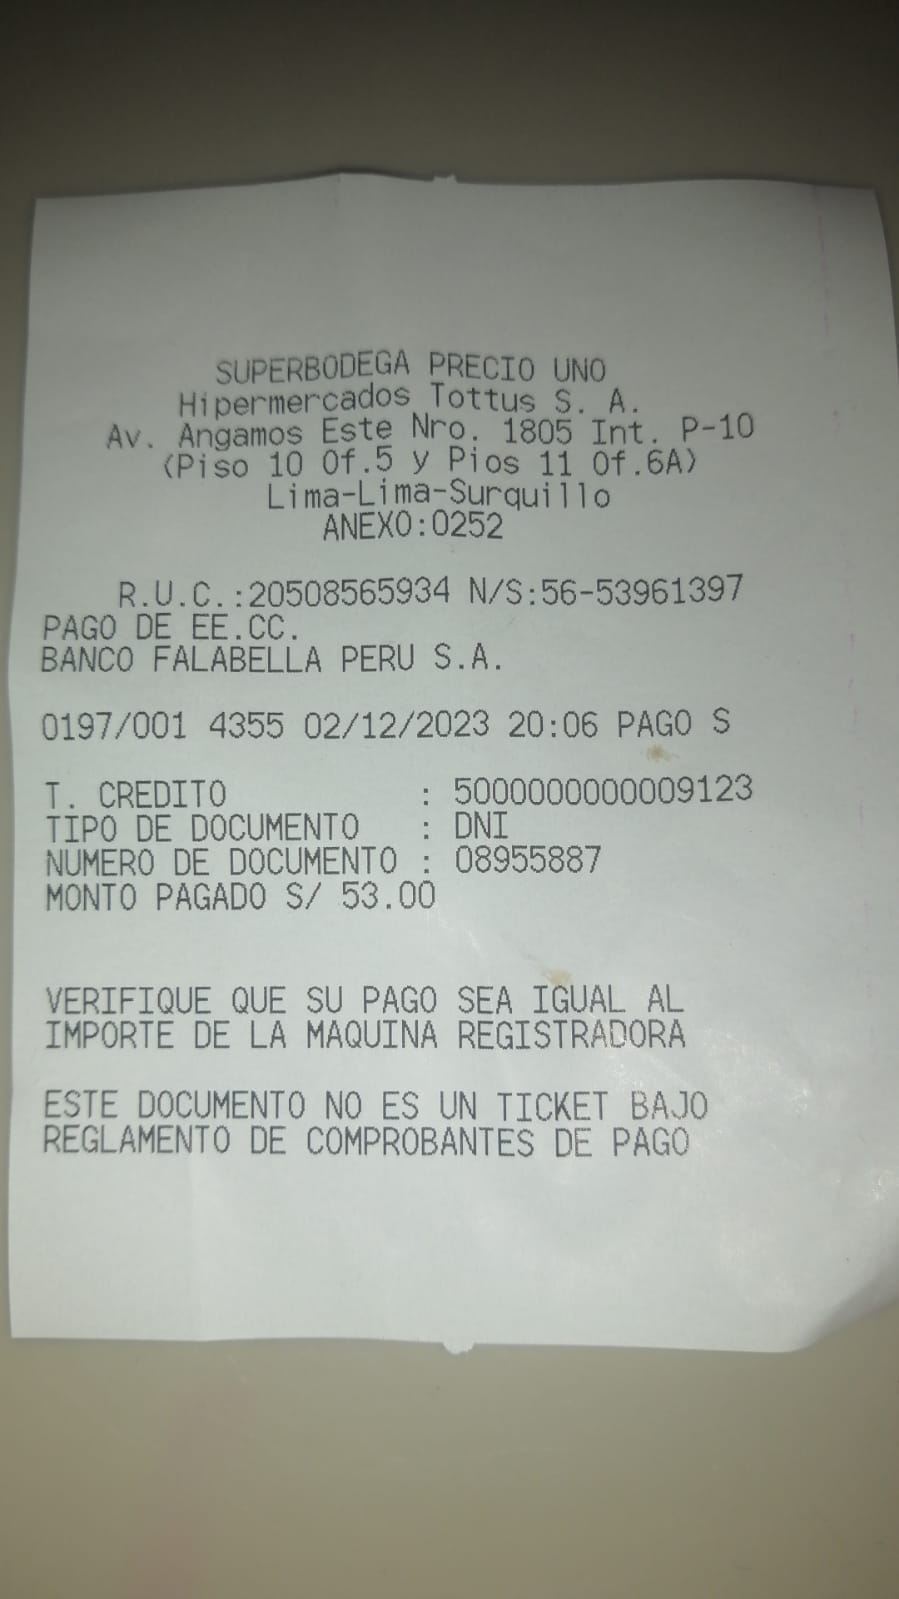 SUPERBODEGA PRECIO UNO
Hipermercados Tottus S. A.
Av. Angamos Este Nro. 1805 Int. P-10
(Piso 10 Of.5 y Pios 11 Of.6A)
Lima-Lima-Surquillo
ANEXO:0252
R.U.C.:20508565934 N/S:56-53961397
PAGO DE EE.CC.
BANCO FALABELLA PERU S.A.
0197/001 4355 02/12/2023 20:06 PAGO S
T. CREDITO : 5000000000009123
TIPO DE DOCUMENTO : DNI
NUMERO DE DOCUMENTO : 08955887
MONTO PAGADO S/ 53.00
VERIFIQUE QUE SU PAGO SEA IGUAL AL
IMPORTE DE LA MAQUINA REGISTRADORA
ESTE DOCUMENTO NO ES UN TICKET BAJO
REGLAMENTO DE COMPROBANTES DE PAGO